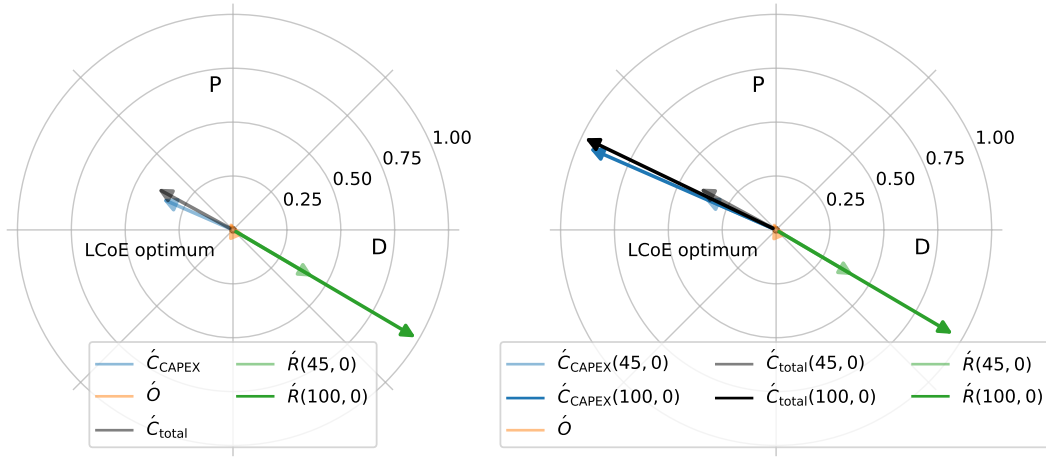 P
1.00
0.75
0.50
0.25
LCoE optimum
D
Ć_CAPEX
Ó
Ć_total
Ŕ(45, 0)
Ŕ(100, 0)
P
1.00
0.75
0.50
0.25
LCoE optimum
D
Ć_CAPEX(45, 0)
Ć_CAPEX(100, 0)
Ó
Ć_total(45, 0)
Ć_total(100, 0)
Ŕ(45, 0)
Ŕ(100, 0)